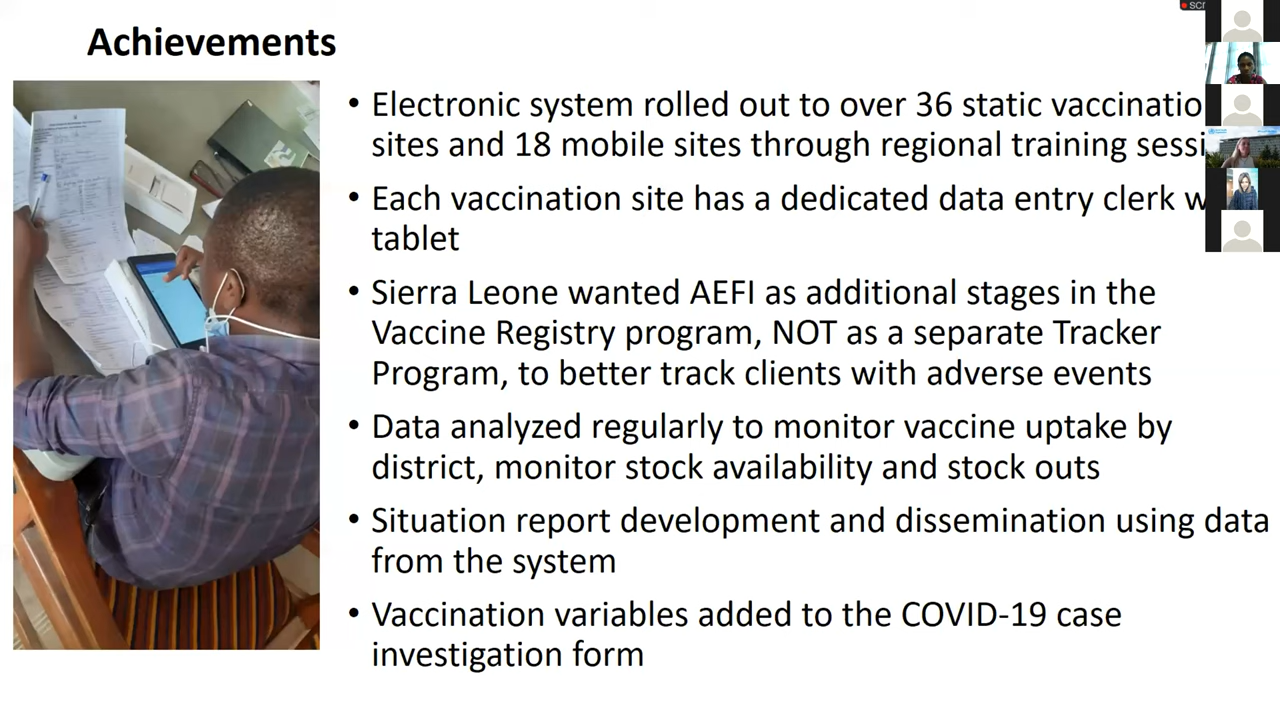 Achievements
• Electronic system rolled out to over 36 static vaccinatio
sites and 18 mobile sites through regional training sessi
• Each vaccination site has a dedicated data entry clerk w
tablet
• Sierra Leone wanted AEFI as additional stages in the
Vaccine Registry program, NOT as a separate Tracker
Program, to better track clients with adverse events
• Data analyzed regularly to monitor vaccine uptake by
district, monitor stock availability and stock outs
• Situation report development and dissemination using data
from the system
• Vaccination variables added to the COVID-19 case
investigation form